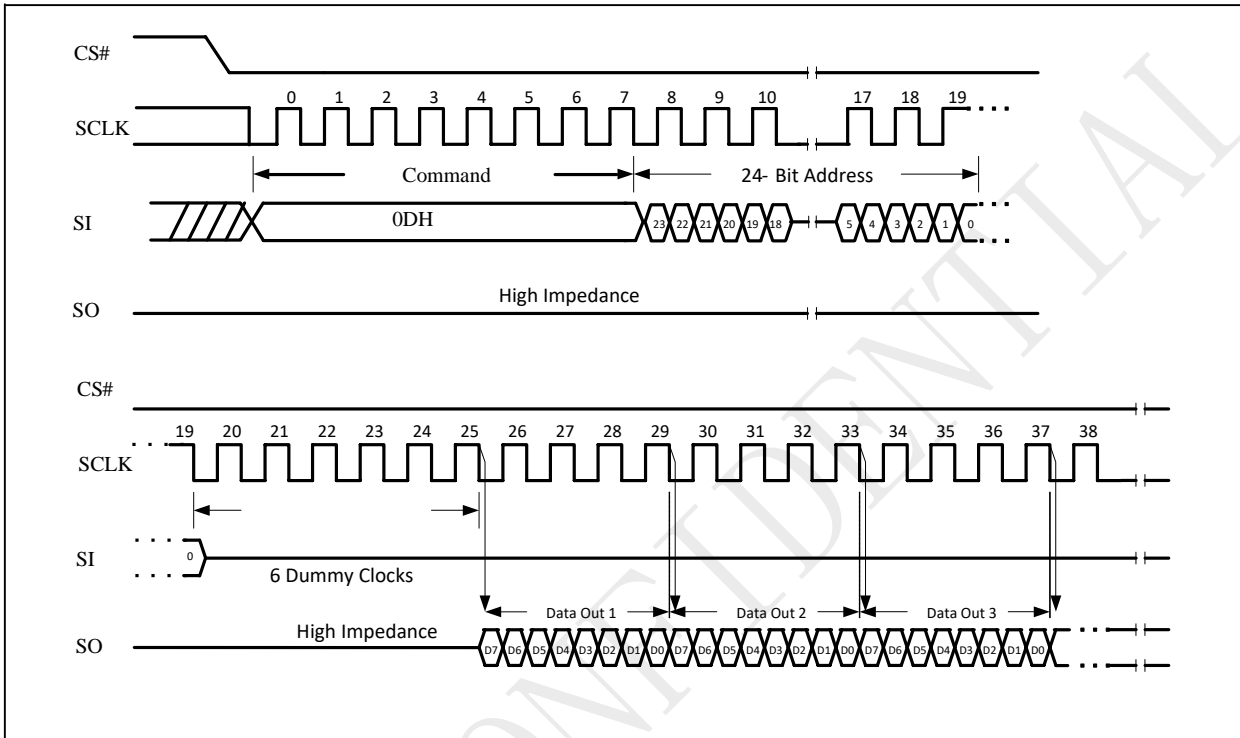 CS#
0 1 2 3 4 5 6 7 8 9 10 17 18 19
SCLK
Command 24- Bit Address
SI 0DH 23 22 21 20 19 18 5 4 3 2 1 0
High Impedance
SO
CS#
19 20 21 22 23 24 25 26 27 28 29 30 31 32 33 34 35 36 37 38
SCLK
SI 0
6 Dummy Clocks
Data Out 1 Data Out 2 Data Out 3
High Impedance
SO D7 D6 D5 D4 D3 D2 D1 D0 D7 D6 D5 D4 D3 D2 D1 D0 D7 D6 D5 D4 D3 D2 D1 D0
ONFIDENTIAL